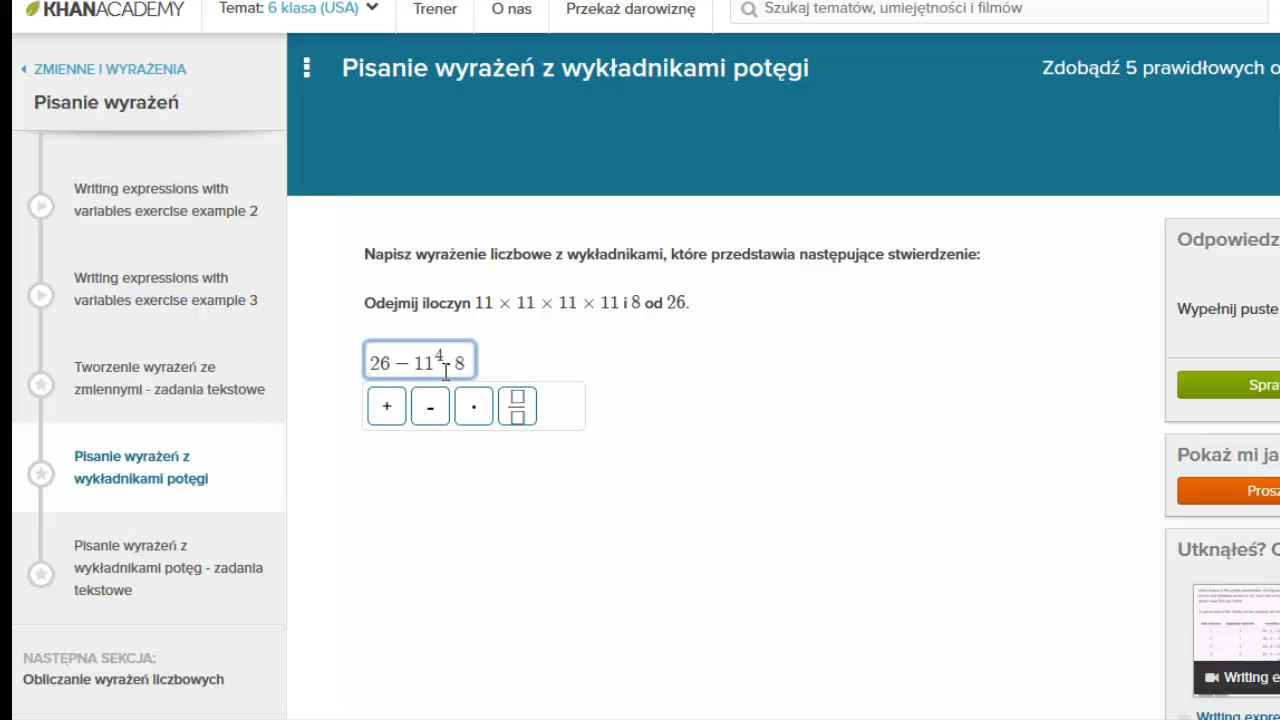 KHANACADEMY
Temat: 6 klasa (USA)
Trener
O nas
Przekaż darowiznę
Szukaj tematów, umiejętności i filmów
ZMIENNE I WYRAŻENIA
Pisanie wyrażeń
Pisanie wyrażeń z wykładnikami potęgi
Zdobądź 5 prawidłowych o
Writing expressions with
variables exercise example 2
Writing expressions with
variables exercise example 3
Tworzenie wyrażeń ze
zmiennymi - zadania tekstowe
Pisanie wyrażeń z
wykładnikami potęgi
Pisanie wyrażeń z
wykładnikami potęg - zadania
tekstowe
NASTĘPNA SEKCJA:
Obliczanie wyrażeń liczbowych
Napisz wyrażenie liczbowe z wykładnikami, które przedstawia następujące stwierdzenie:
Odejmij iloczyn 11 × 11 × 11 × 11 i 8 od 26.
26 − 11⁴· 8
+ - ·
Odpowiedz
Wypełnij puste
Spra
Pokaż mi ja
Prosz
Utknąłeś? O
Writing e
Writing expre